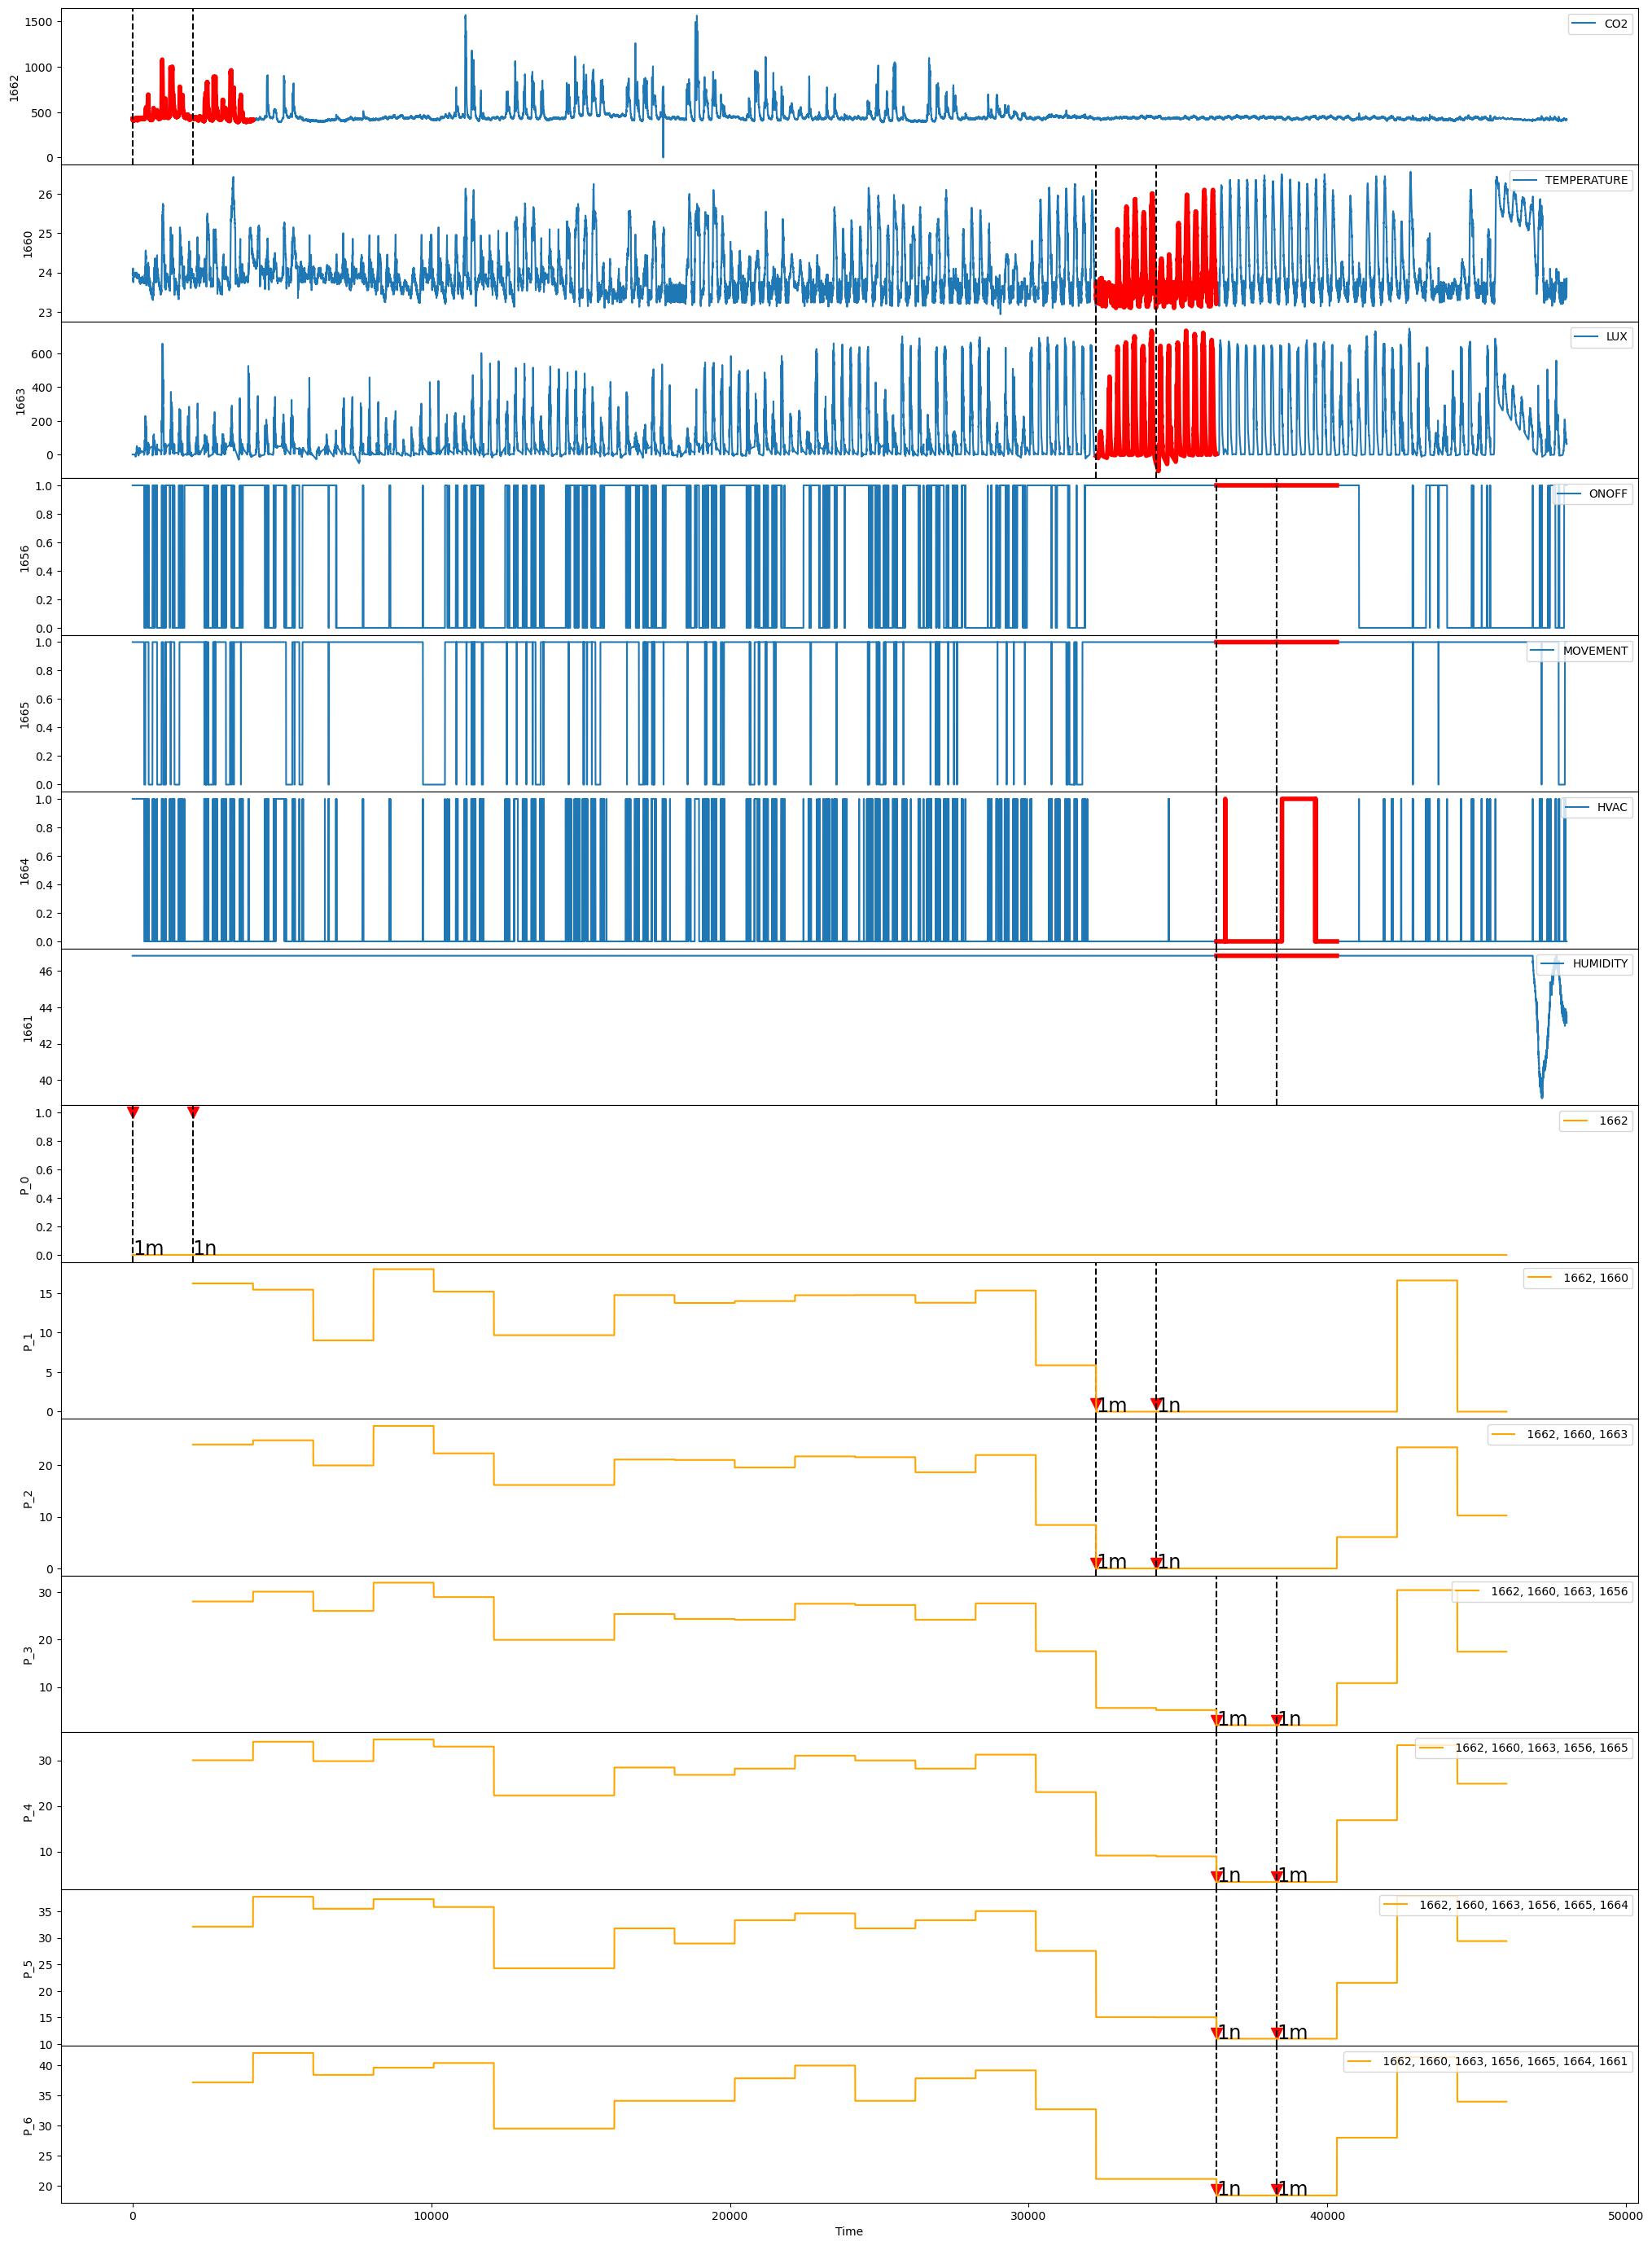 1500
1000
500
0
1662
CO2
26
25
24
23
1660
TEMPERATURE
600
400
200
0
1663
LUX
1.0
0.8
0.6
0.4
0.2
0.0
1656
ONOFF
1.0
0.8
0.6
0.4
0.2
0.0
1665
MOVEMENT
1.0
0.8
0.6
0.4
0.2
0.0
1664
HVAC
46
44
42
40
1661
HUMIDITY
1.0
0.8
0.6
0.4
0.2
0.0
P_0
1662
1m 1n
15
10
5
0
P_1
1662, 1660
1m 1n
20
10
0
P_2
1662, 1660, 1663
1m 1n
30
20
10
P_3
1662, 1660, 1663, 1656
1m 1n
30
20
10
P_4
1662, 1660, 1663, 1656, 1665
1n 1m
35
30
25
20
15
10
P_5
1662, 1660, 1663, 1656, 1665, 1664
1n 1m
40
35
30
25
20
P_6
1662, 1660, 1663, 1656, 1665, 1664, 1661
1n 1m
0 10000 20000 30000 40000 50000
Time